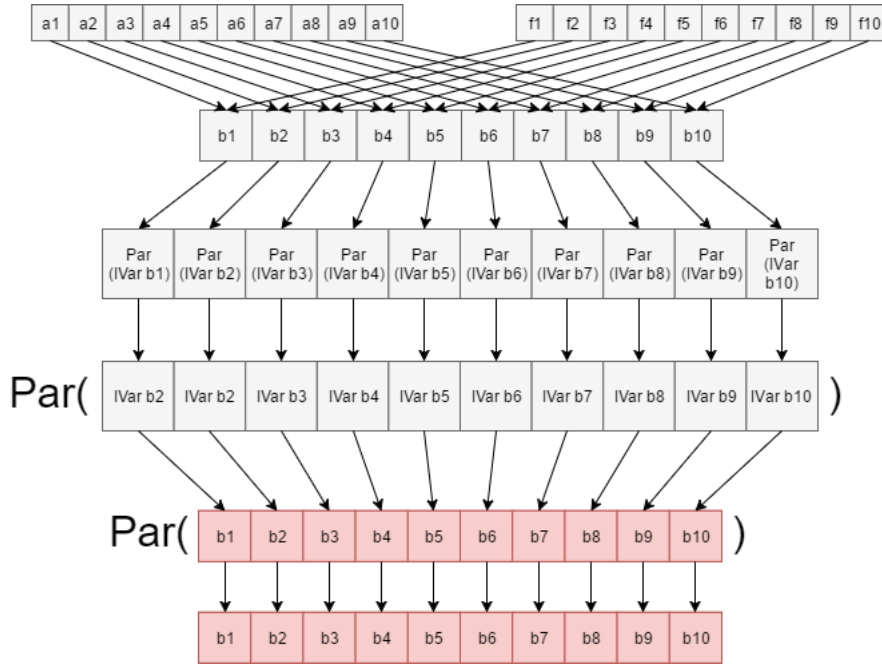 a1 a2 a3 a4 a5 a6 a7 a8 a9 a10 f1 f2 f3 f4 f5 f6 f7 f8 f9 f10
b1 b2 b3 b4 b5 b6 b7 b8 b9 b10
Par (IVar b1) Par (IVar b2) Par (IVar b3) Par (IVar b4) Par (IVar b5) Par (IVar b6) Par (IVar b7) Par (IVar b8) Par (IVar b9) Par (IVar b10)
Par( IVar b2 IVar b2 IVar b3 IVar b4 IVar b5 IVar b6 IVar b7 IVar b8 IVar b9 IVar b10 )
Par( b1 b2 b3 b4 b5 b6 b7 b8 b9 b10 )
b1 b2 b3 b4 b5 b6 b7 b8 b9 b10